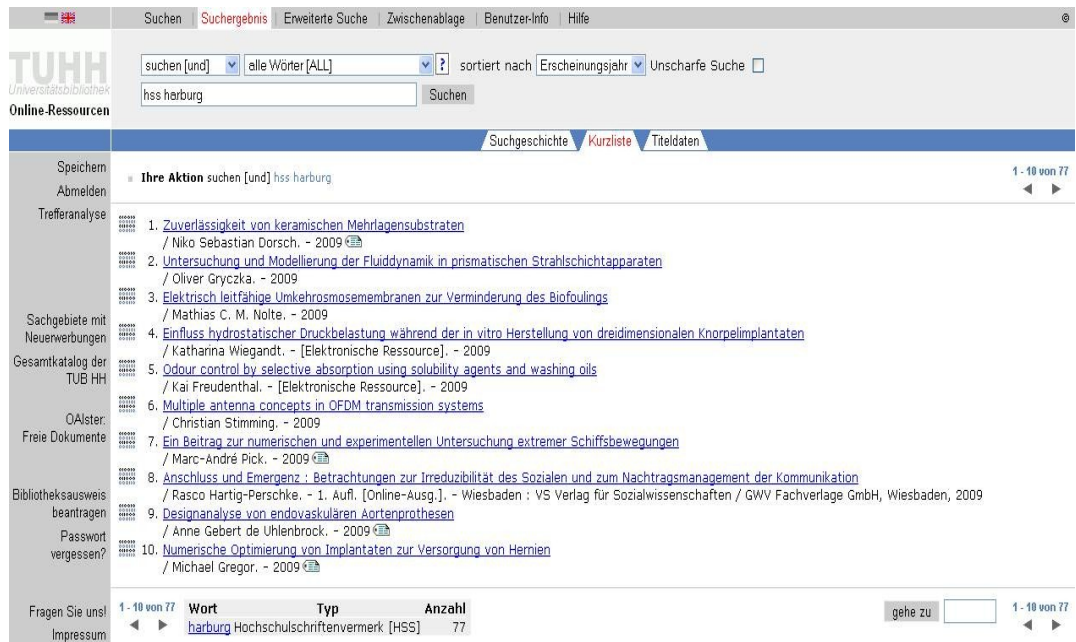 Suchen | Suchergebnis | Erweiterte Suche | Zwischenablage | Benutzer-Info | Hilfe ©
TUHH
Universitätsbibliothek
Online-Ressourcen
suchen [und] alle Wörter [ALL] ? sortiert nach Erscheinungsjahr Unscharfe Suche
hss harburg Suchen
Suchgeschichte Kurzliste Titeldaten
Speichern
Abmelden
Trefferanalyse
Sachgebiete mit
Neuerwerbungen
Gesamtkatalog der
TUB HH
OAIster:
Freie Dokumente
Bibliotheksausweis
beantragen
Passwort
vergessen?
Fragen Sie uns!
Impressum
Ihre Aktion suchen [und] hss harburg
1 - 10 von 77
1. Zuverlässigkeit von keramischen Mehrlagensubstraten
/ Niko Sebastian Dorsch. - 2009
2. Untersuchung und Modellierung der Fluiddynamik in prismatischen Strahlschichtapparaten
/ Oliver Gryczka. - 2009
3. Elektrisch leitfähige Umkehrosmosemembranen zur Verminderung des Biofoulings
/ Mathias C. M. Nolte. - 2009
4. Einfluss hydrostatischer Druckbelastung während der in vitro Herstellung von dreidimensionalen Knorpelimplantaten
/ Katharina Wiegandt. - [Elektronische Ressource]. - 2009
5. Odour control by selective absorption using solubility agents and washing oils
/ Kai Freudenthal. - [Elektronische Ressource]. - 2009
6. Multiple antenna concepts in OFDM transmission systems
/ Christian Stimming. - 2009
7. Ein Beitrag zur numerischen und experimentellen Untersuchung extremer Schiffsbewegungen
/ Marc-André Pick. - 2009
8. Anschluss und Emergenz : Betrachtungen zur Irreduzibilität des Sozialen und zum Nachtragsmanagement der Kommunikation
/ Rasco Hartig-Perschke. - 1. Aufl. [Online-Ausg.]. - Wiesbaden : VS Verlag für Sozialwissenschaften / GWV Fachverlage GmbH, Wiesbaden, 2009
9. Designanalyse von endovaskulären Aortenprothesen
/ Anne Gebert de Uhlenbrock. - 2009
10. Numerische Optimierung von Implantaten zur Versorgung von Hernien
/ Michael Gregor. - 2009
1 - 10 von 77 Wort Typ Anzahl gehe zu 1 - 10 von 77
harburg Hochschulschriftenvermerk [HSS] 77